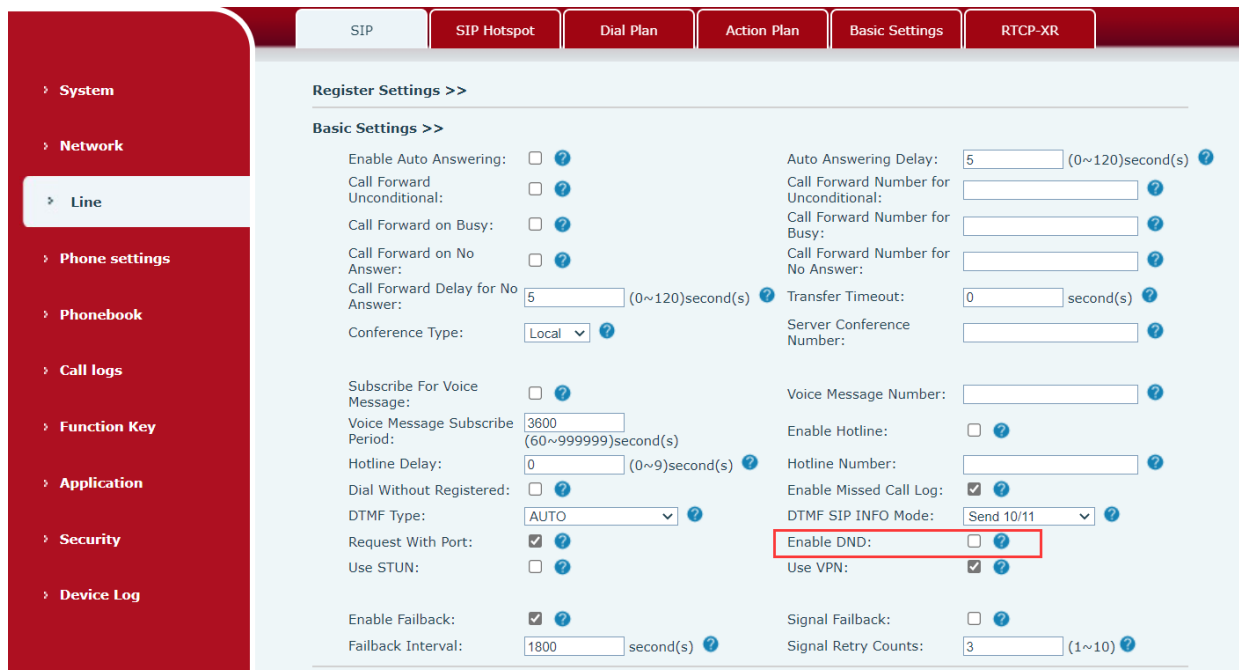 SIP SIP Hotspot Dial Plan Action Plan Basic Settings RTCP-XR
System
Network
Line
Phone settings
Phonebook
Call logs
Function Key
Application
Security
Device Log
Register Settings >>
Basic Settings >>
Enable Auto Answering: Auto Answering Delay: 5 (0~120)second(s)
Call Forward
Unconditional:
Call Forward Number for
Unconditional:
Call Forward on Busy:
Call Forward Number for
Busy:
Call Forward on No
Answer:
Call Forward Number for
No Answer:
Call Forward Delay for No
Answer:
5 (0~120)second(s)
Transfer Timeout: 0 second(s)
Conference Type: Local
Server Conference
Number:
Subscribe For Voice
Message:
Voice Message Number:
Voice Message Subscribe
Period:
3600
(60~999999)second(s)
Enable Hotline:
Hotline Delay: 0 (0~9)second(s) Hotline Number:
Dial Without Registered: Enable Missed Call Log:
DTMF Type: AUTO DTMF SIP INFO Mode: Send 10/11
Request With Port: Enable DND:
Use STUN: Use VPN:
Enable Failback: Signal Failback:
Failback Interval: 1800 second(s) Signal Retry Counts: 3 (1~10)